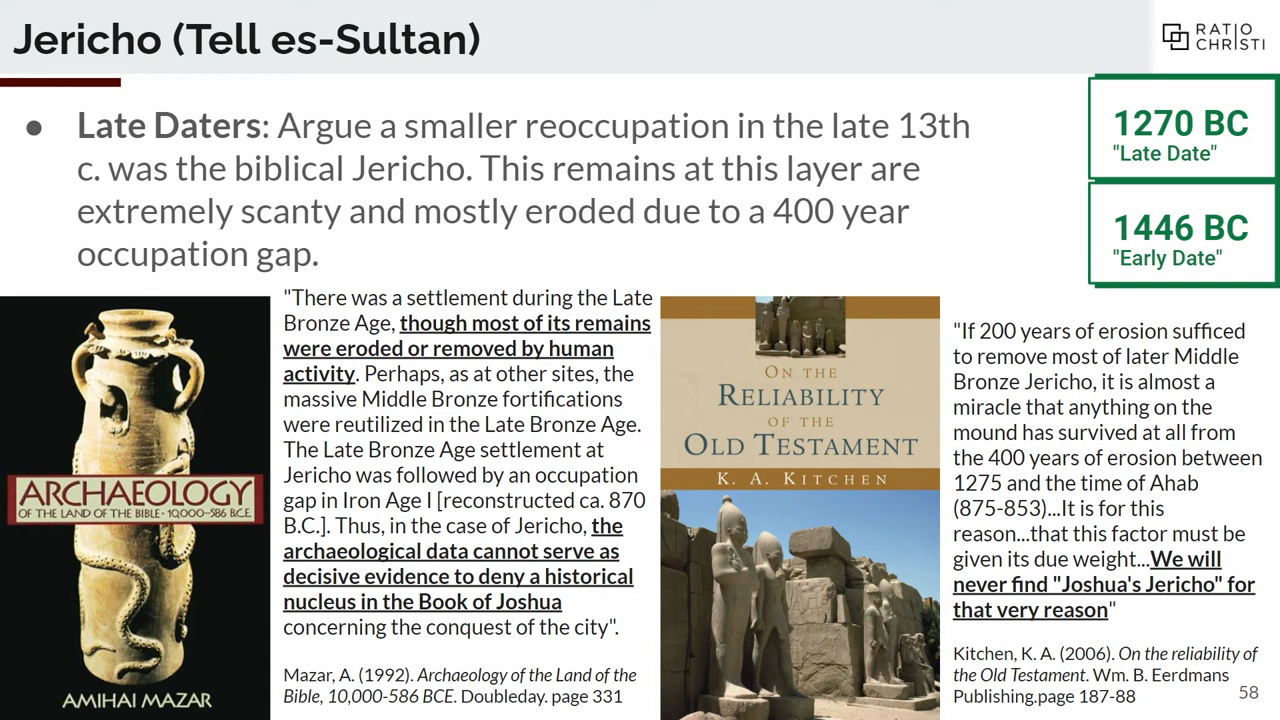 Jericho (Tell es-Sultan)
RATIO
CHRISTI
● Late Daters: Argue a smaller reoccupation in the late 13th
c. was the biblical Jericho. This remains at this layer are
extremely scanty and mostly eroded due to a 400 year
occupation gap.
1270 BC
"Late Date"
1446 BC
"Early Date"
ARCHAEOLOGY
OF THE LAND OF THE BIBLE · 10,000–586 B.C.E.
AMIHAI MAZAR
"There was a settlement during the Late
Bronze Age, though most of its remains
were eroded or removed by human
activity. Perhaps, as at other sites, the
massive Middle Bronze fortifications
were reutilized in the Late Bronze Age.
The Late Bronze Age settlement at
Jericho was followed by an occupation
gap in Iron Age I [reconstructed ca. 870
B.C.]. Thus, in the case of Jericho, the
archaeological data cannot serve as
decisive evidence to deny a historical
nucleus in the Book of Joshua
concerning the conquest of the city".
Mazar, A. (1992). Archaeology of the Land of the
Bible, 10,000-586 BCE. Doubleday. page 331
ON THE
RELIABILITY
OF THE
OLD TESTAMENT
K. A. KITCHEN
"If 200 years of erosion sufficed
to remove most of later Middle
Bronze Jericho, it is almost a
miracle that anything on the
mound has survived at all from
the 400 years of erosion between
1275 and the time of Ahab
(875-853)...It is for this
reason...that this factor must be
given its due weight...We will
never find "Joshua's Jericho" for
that very reason"
Kitchen, K. A. (2006). On the reliability of
the Old Testament. Wm. B. Eerdmans
Publishing.page 187-88
58